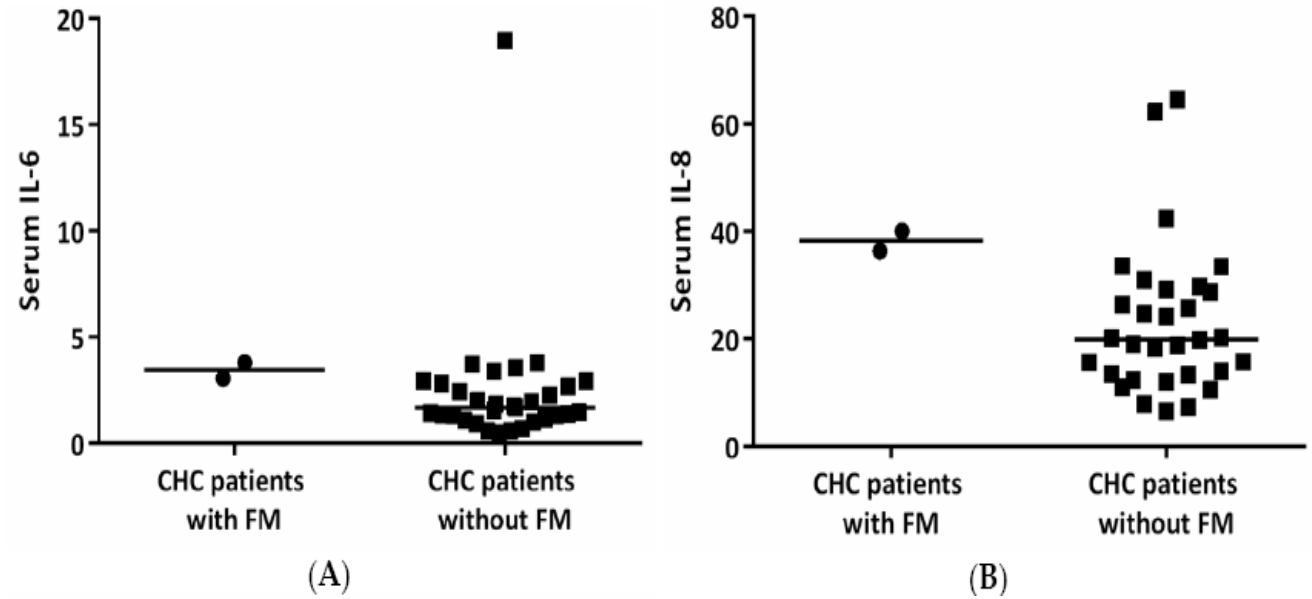 Serum IL-6
20
15
10
5
0
CHC patients
with FM
CHC patients
without FM
(A)
Serum IL-8
80
60
40
20
0
CHC patients
with FM
CHC patients
without FM
(B)